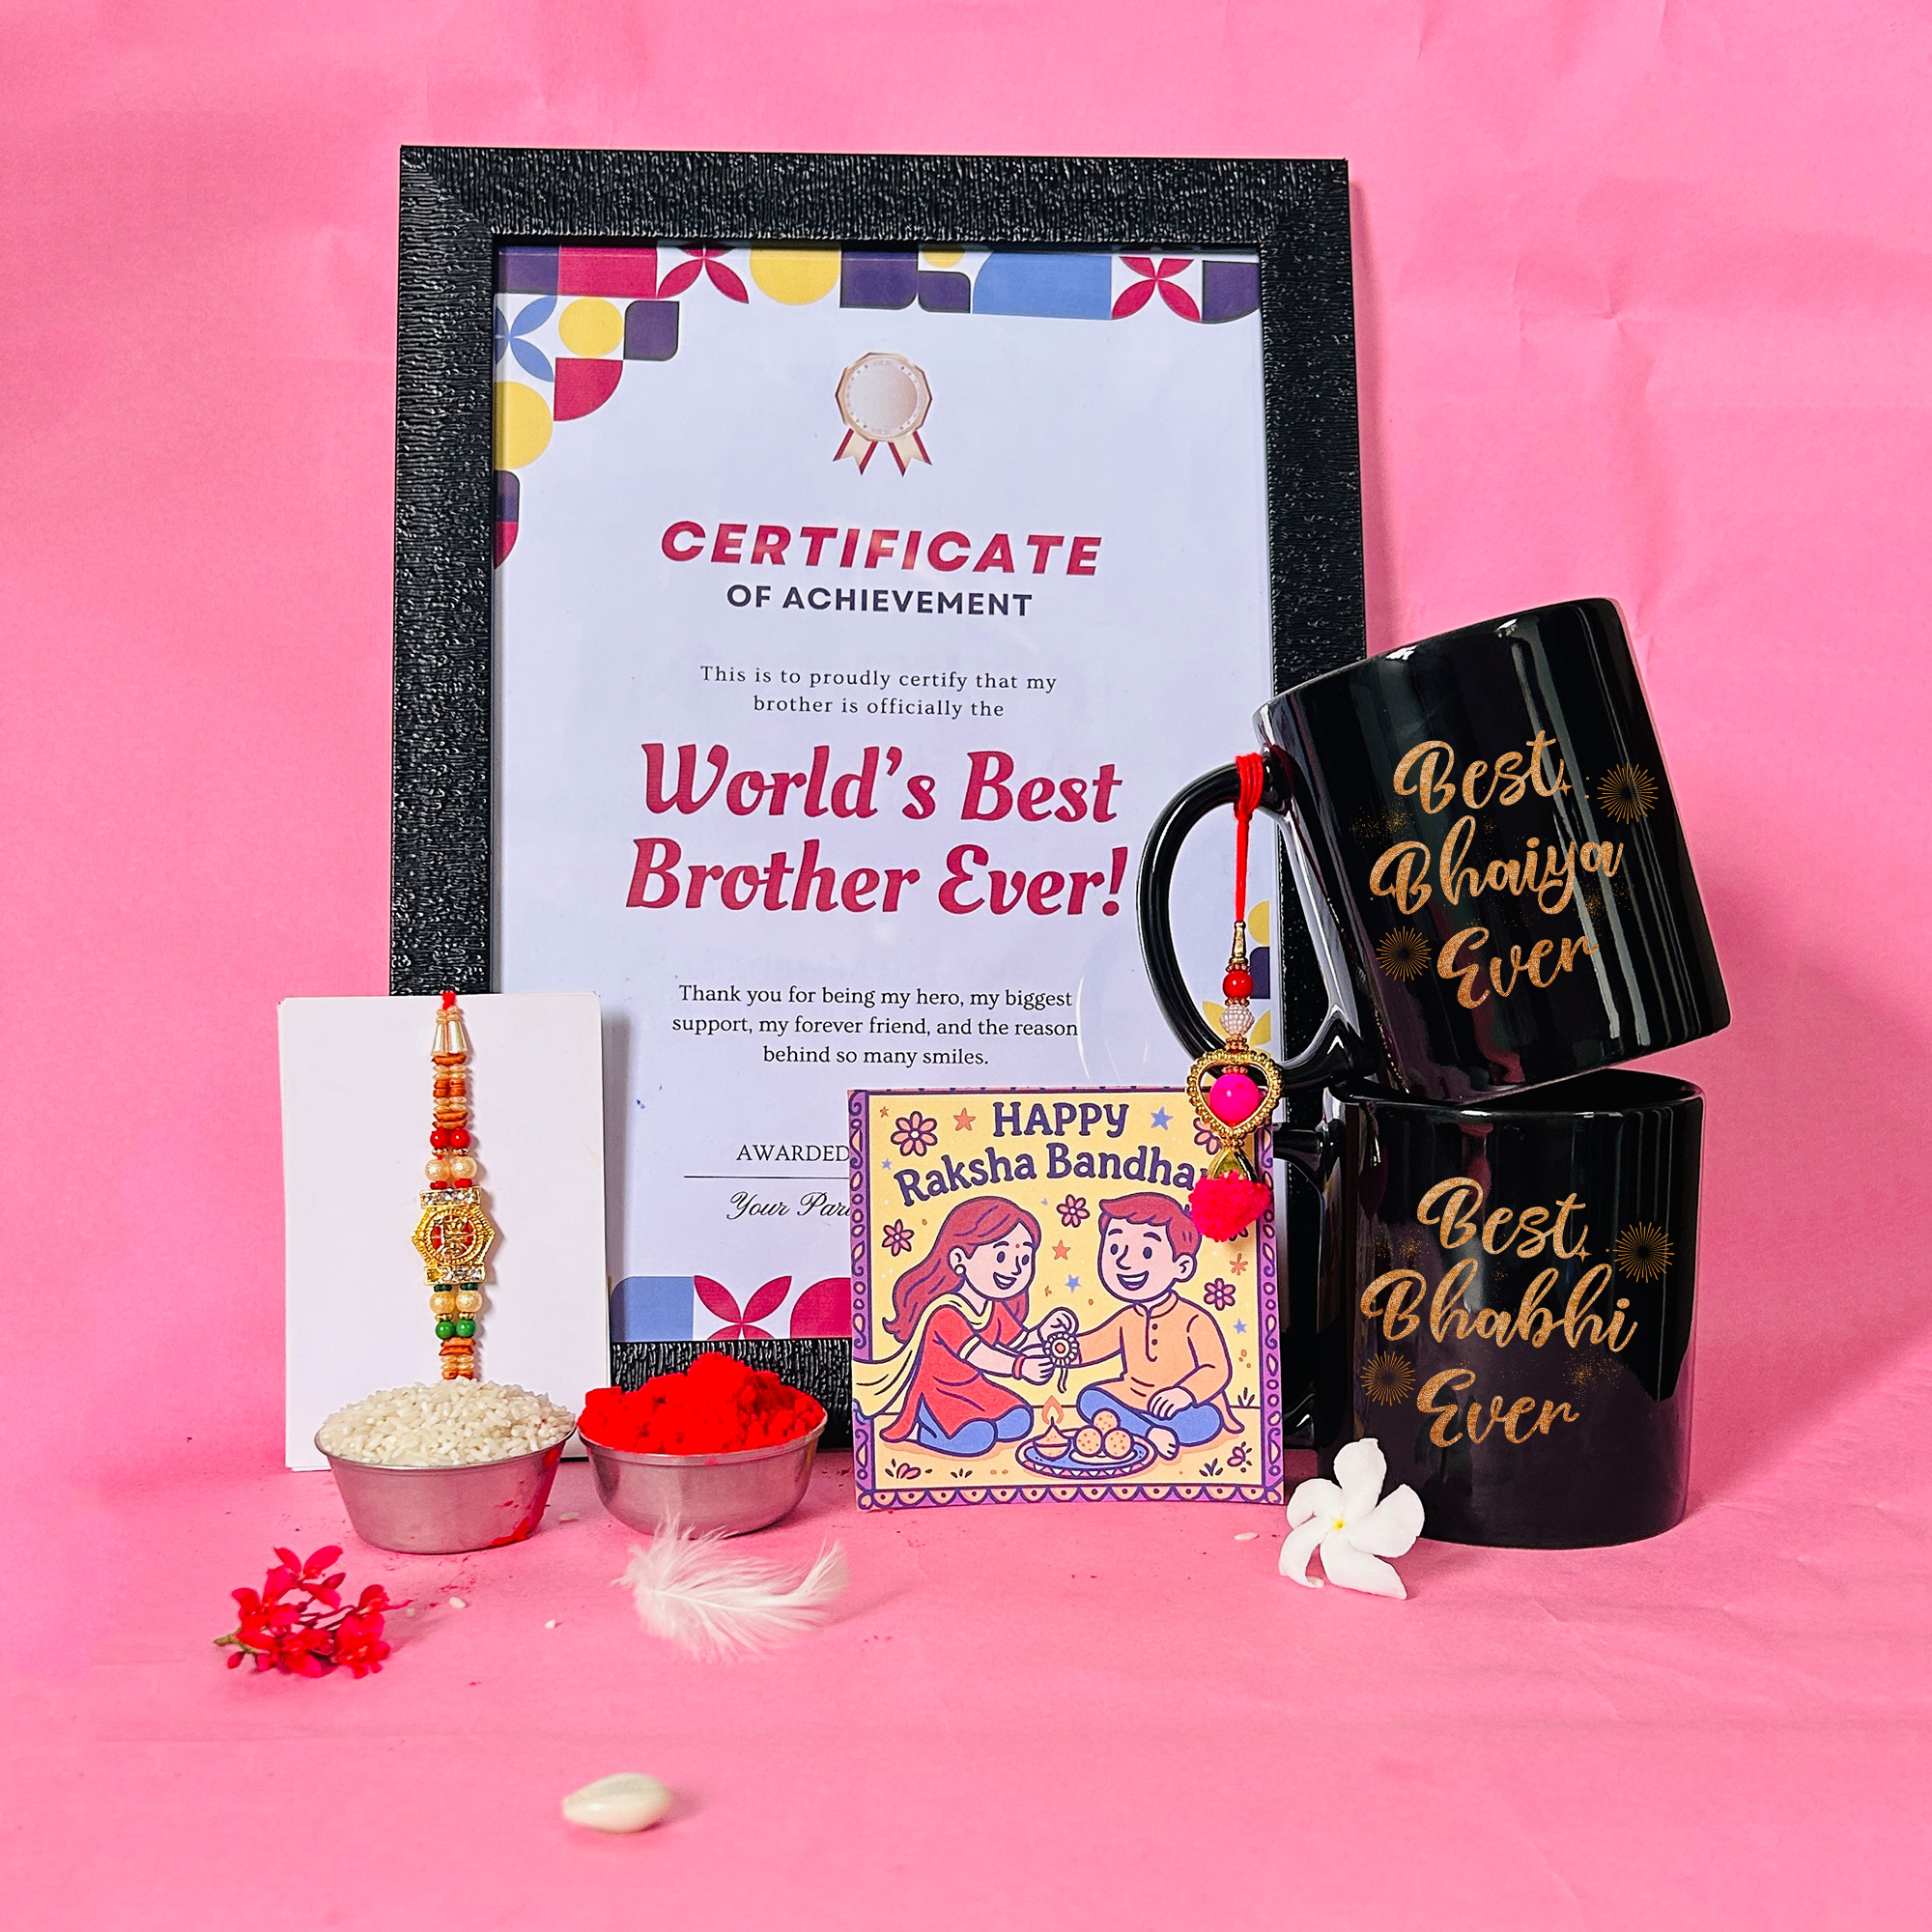 CERTIFICATE
OF ACHIEVEMENT
This is to proudly certify that my
brother is officially the
World's Best
Brother Ever!
Thank you for being my hero, my biggest
support, my forever friend, and the reason
behind so many smiles.
AWARDED
Your
HAPPY
Raksha Bandha
Best
Bhaiya
Ever
Best
Bhabhi
Ever